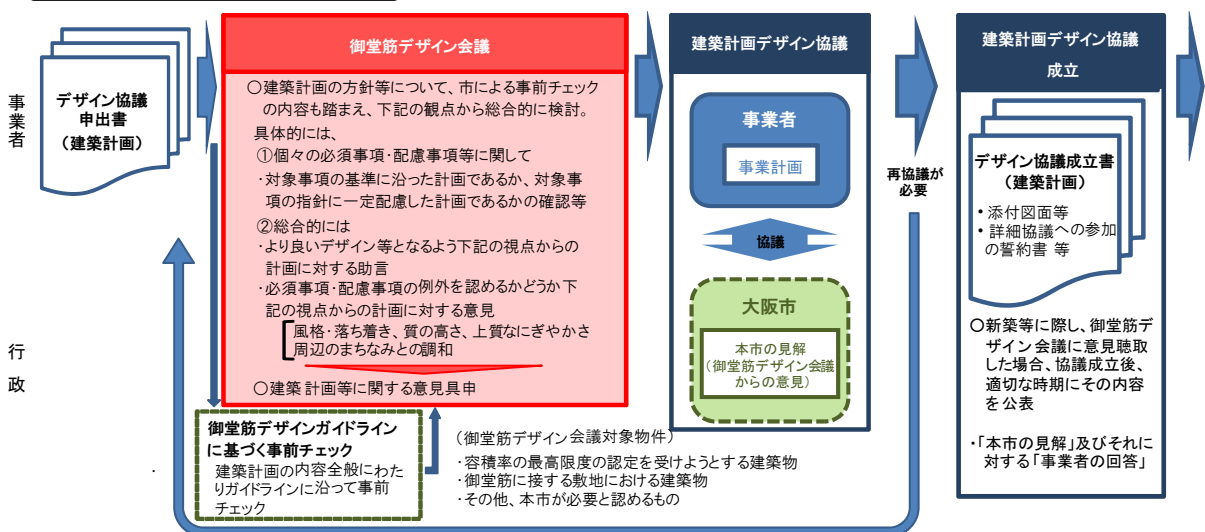 事業者
行政
デザイン協議
申出書
(建築計画)
御堂筋デザイン会議
〇建築計画の方針等について、市による事前チェック
の内容も踏まえ、下記の観点から総合的に検討。
具体的には、
①個々の必須事項・配慮事項等に関して
・対象事項の基準に沿った計画であるか、対象事
項の指針に一定配慮した計画であるかの確認等
②総合的には
・より良いデザイン等となるよう下記の視点からの
計画に対する助言
・必須事項・配慮事項の例外を認めるかどうか下
記の視点からの計画に対する意見
風格・落ち着き、質の高さ、上質なにぎやかさ
周辺のまちなみとの調和
〇建築計画等に関する意見具申
御堂筋デザインガイドライン
に基づく事前チェック
建築計画の内容全般にわた
りガイドラインに沿って事前
チェック
(御堂筋デザイン会議対象物件)
・容積率の最高限度の認定を受けようとする建築物
・御堂筋に接する敷地における建築物
・その他、本市が必要と認めるもの
建築計画デザイン協議
事業者
事業計画
協議
大阪市
本市の見解
(御堂筋デザイン会議
からの意見)
再協議が
必要
建築計画デザイン協議
成立
デザイン協議成立書
(建築計画)
・添付図面等
・詳細協議への参加
の誓約書 等
〇新築等に際し、御堂筋デ
ザイン会議に意見聴取
した場合、協議成立後、
適切な時期にその内容
を公表
・「本市の見解」及びそれに
対する「事業者の回答」